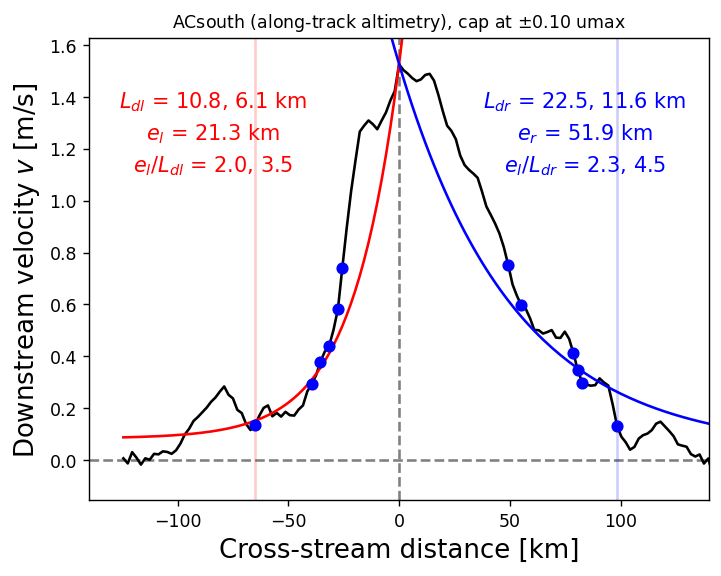 ACsouth (along-track altimetry), cap at ±0.10 umax
Downstream velocity v [m/s]
1.6
1.4
1.2
1.0
0.8
0.6
0.4
0.2
0.0
L_dl = 10.8, 6.1 km
e_l = 21.3 km
e_l/L_dl = 2.0, 3.5
L_dr = 22.5, 11.6 km
e_r = 51.9 km
e_l/L_dr = 2.3, 4.5
−100
−50
0
50
100
Cross-stream distance [km]